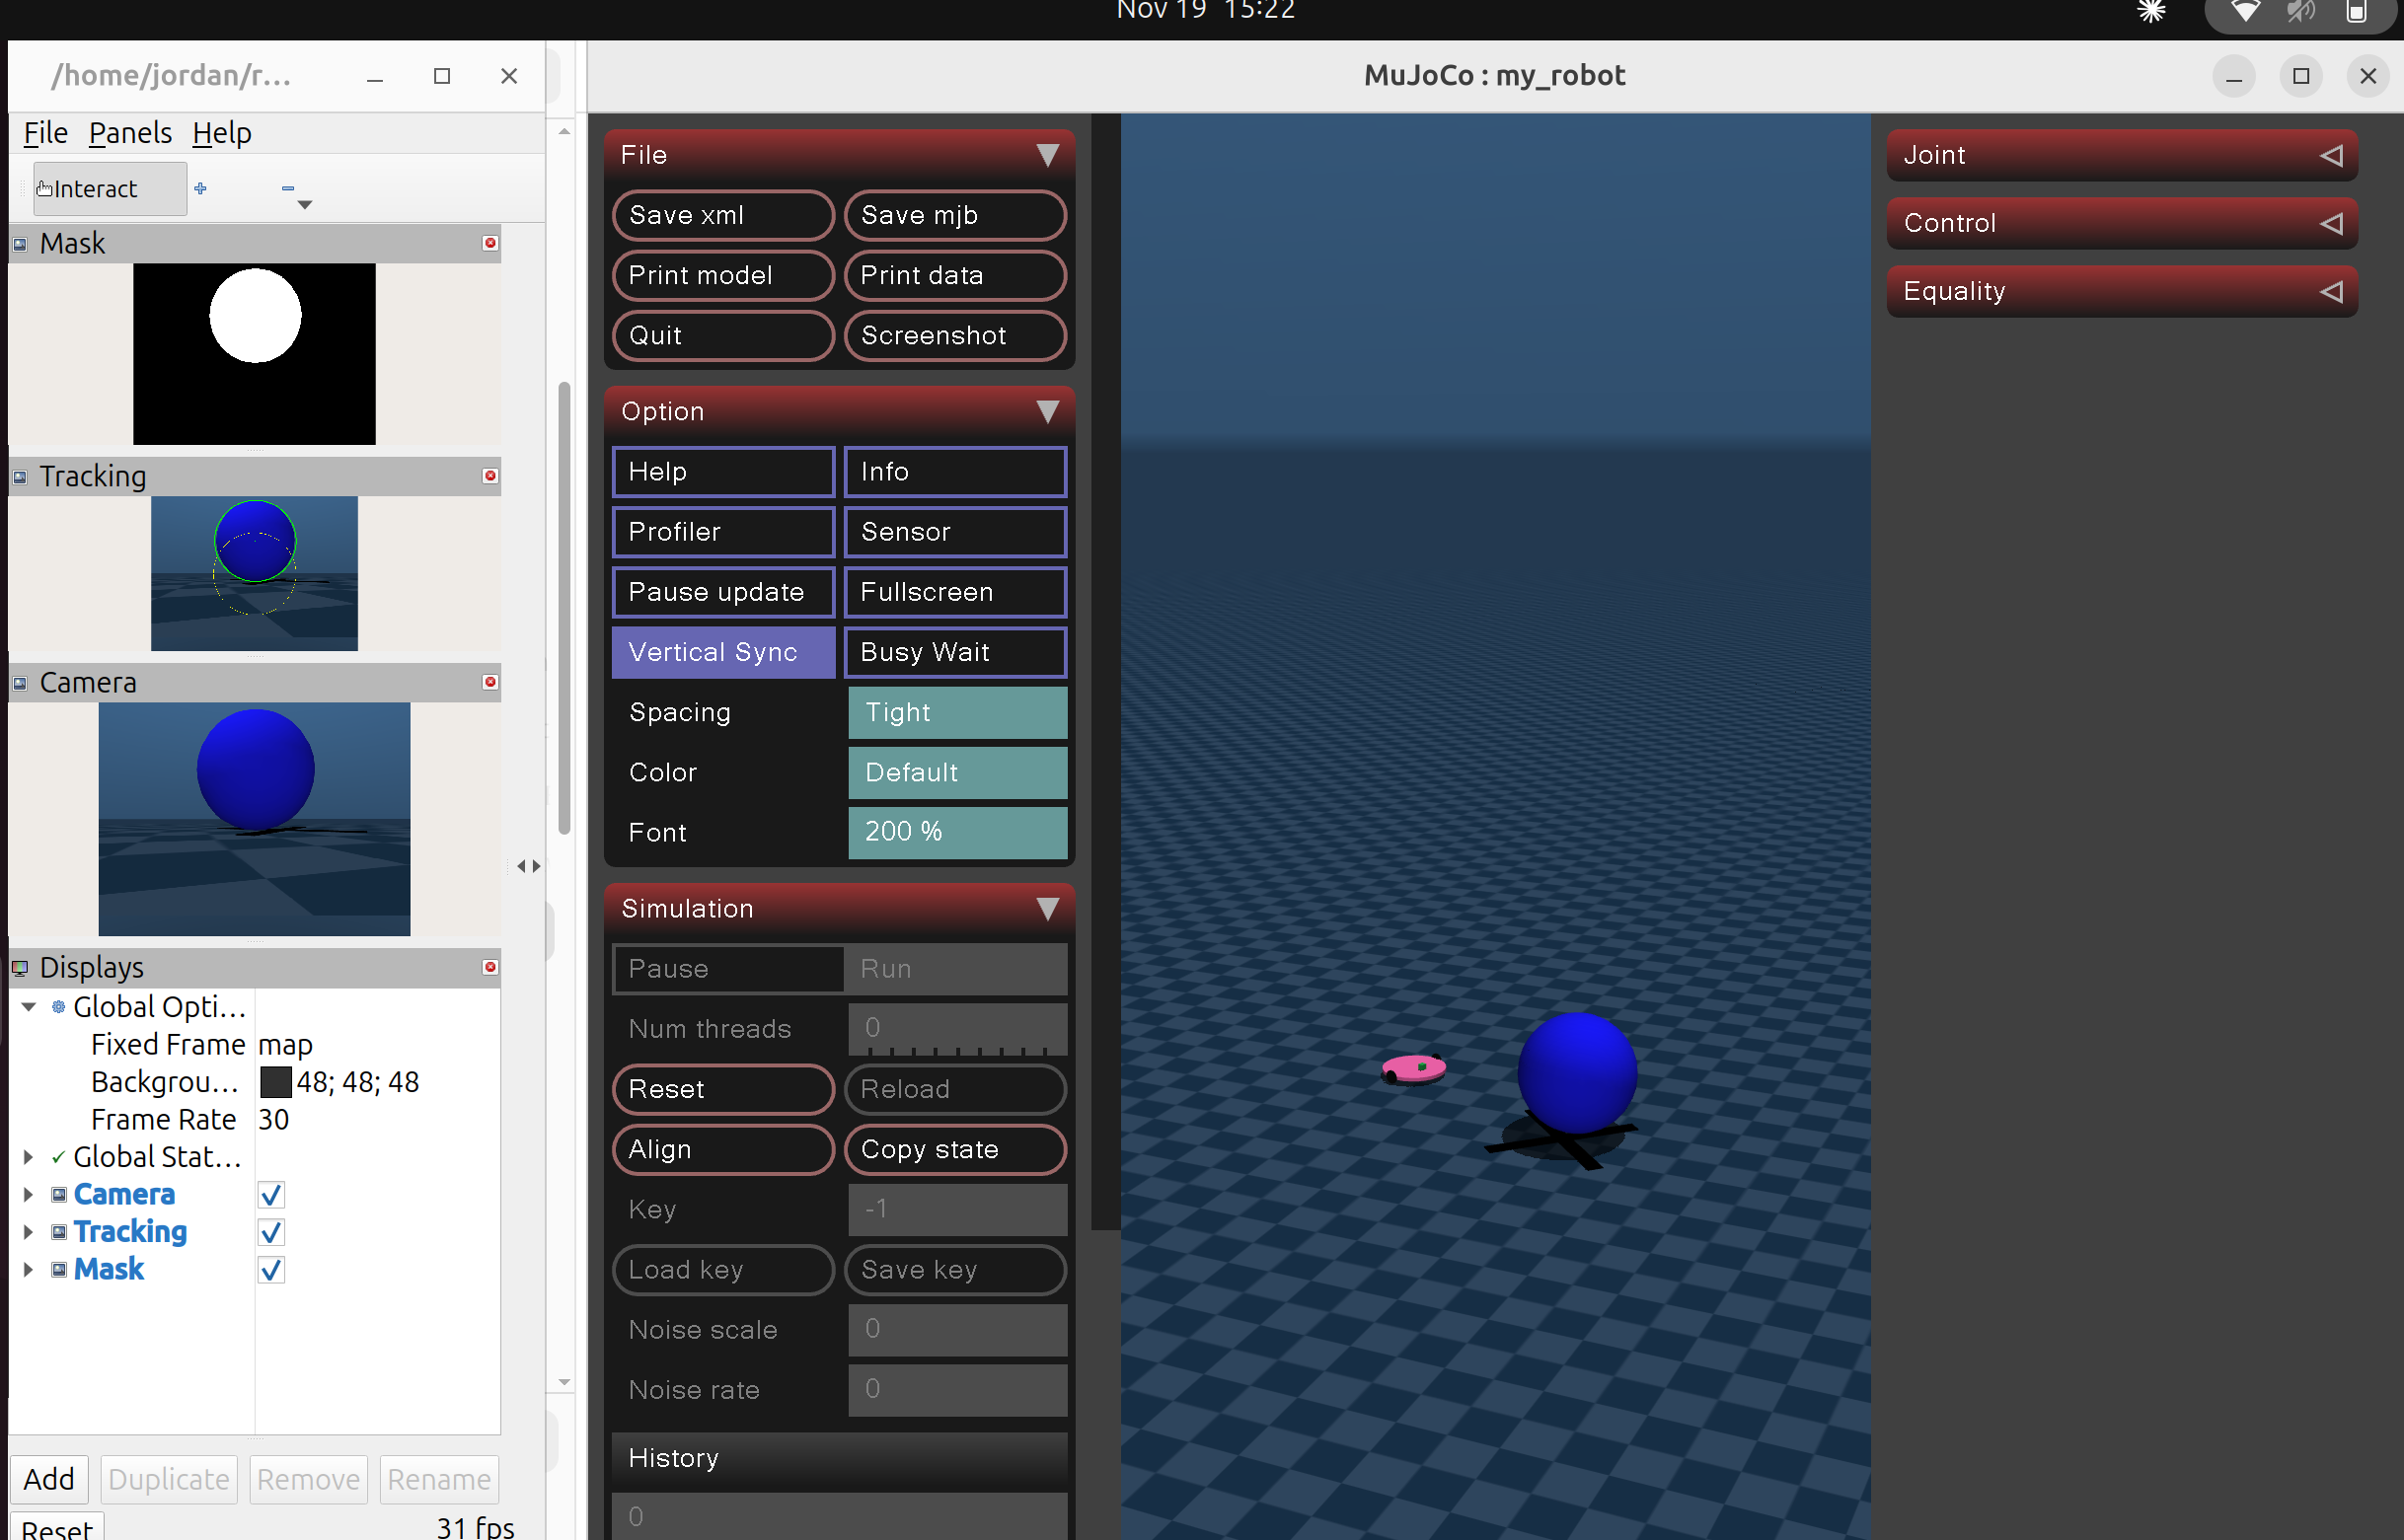 Nov 19 15:22
/home/jordan/r...
File Panels Help
Interact
Mask
Tracking
Camera
Displays
Global Opti...
Fixed Frame map
Backgrou... 48; 48; 48
Frame Rate 30
Global Stat...
Camera
Tracking
Mask
Add Duplicate Remove Rename
Reset 31 fps
MuJoCo : my_robot
File
Save xml Save mjb
Print model Print data
Quit Screenshot
Option
Help Info
Profiler Sensor
Pause update Fullscreen
Vertical Sync Busy Wait
Spacing Tight
Color Default
Font 200 %
Simulation
Pause Run
Num threads 0
Reset Reload
Align Copy state
Key -1
Load key Save key
Noise scale 0
Noise rate 0
History
0
Joint
Control
Equality